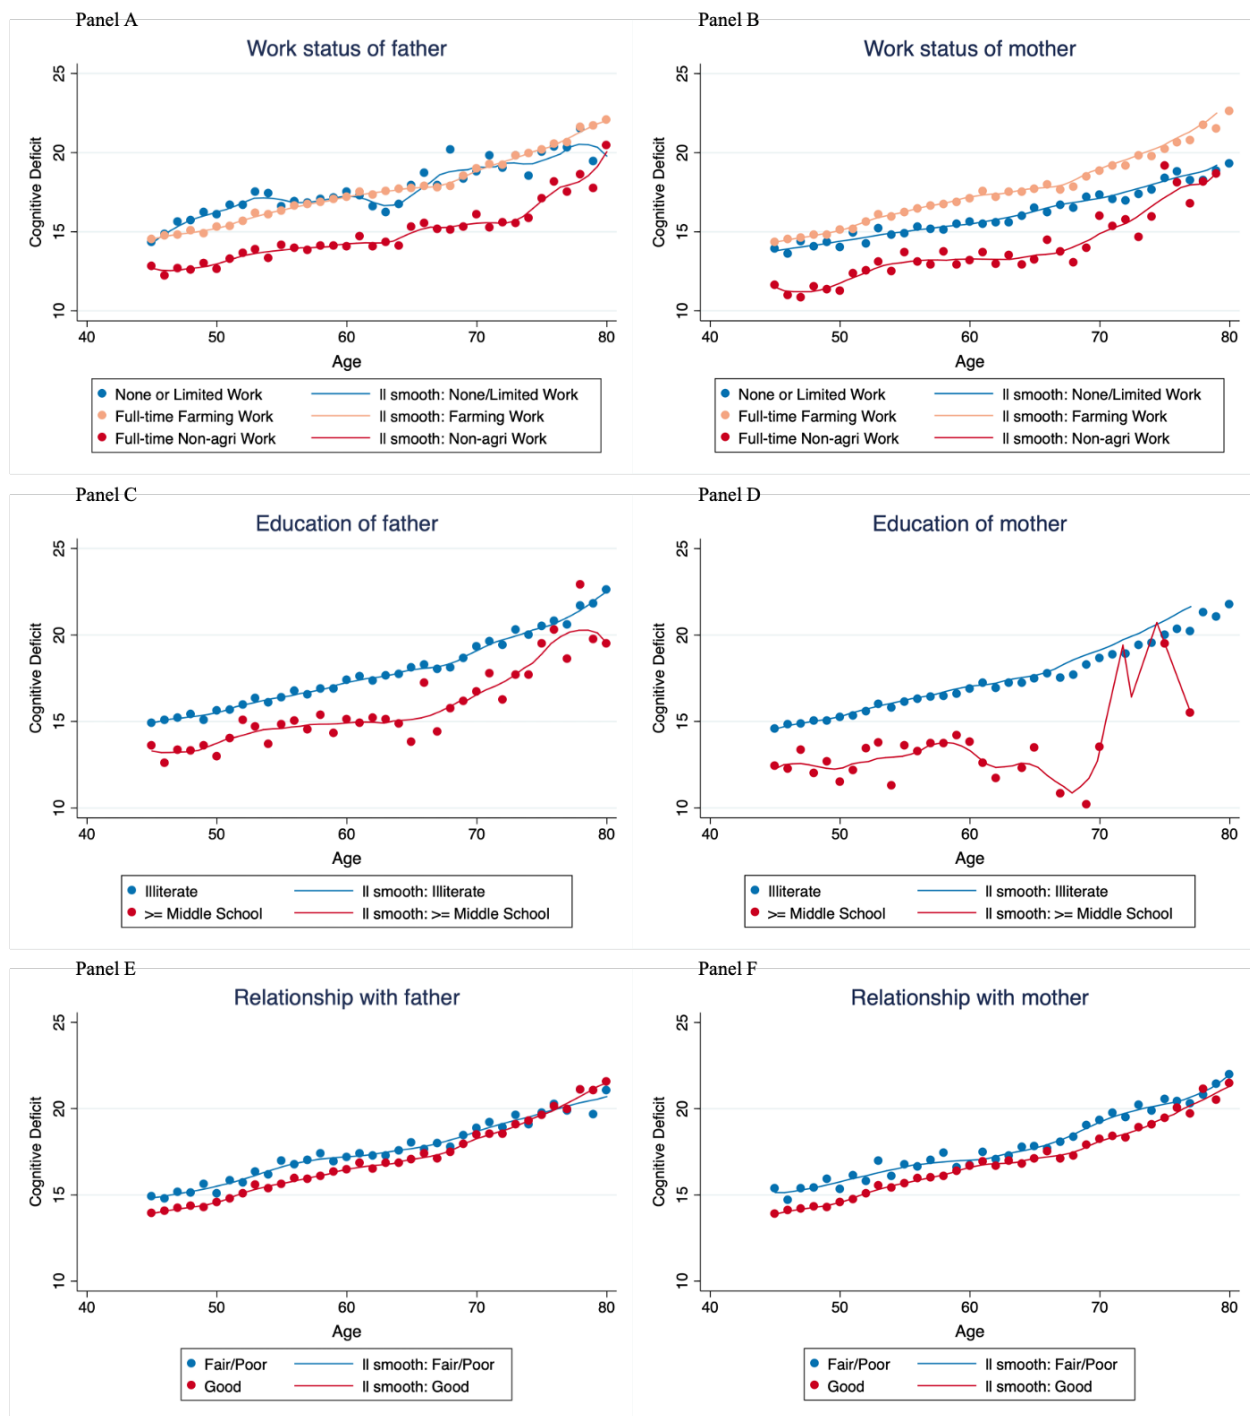 Panel A
Work status of father
Cognitive Deficit
25
20
15
10
40 50 60 70 80
Age
None or Limited Work ll smooth: None/Limited Work
Full-time Farming Work ll smooth: Farming Work
Full-time Non-agri Work ll smooth: Non-agri Work
Panel B
Work status of mother
Cognitive Deficit
25
20
15
10
40 50 60 70 80
Age
None or Limited Work ll smooth: None/Limited Work
Full-time Farming Work ll smooth: Farming Work
Full-time Non-agri Work ll smooth: Non-agri Work
Panel C
Education of father
Cognitive Deficit
25
20
15
10
40 50 60 70 80
Age
Illiterate ll smooth: Illiterate
>= Middle School ll smooth: >= Middle School
Panel D
Education of mother
Cognitive Deficit
25
20
15
10
40 50 60 70 80
Age
Illiterate ll smooth: Illiterate
>= Middle School ll smooth: >= Middle School
Panel E
Relationship with father
Cognitive Deficit
25
20
15
10
40 50 60 70 80
Age
Fair/Poor ll smooth: Fair/Poor
Good ll smooth: Good
Panel F
Relationship with mother
Cognitive Deficit
25
20
15
10
40 50 60 70 80
Age
Fair/Poor ll smooth: Fair/Poor
Good ll smooth: Good